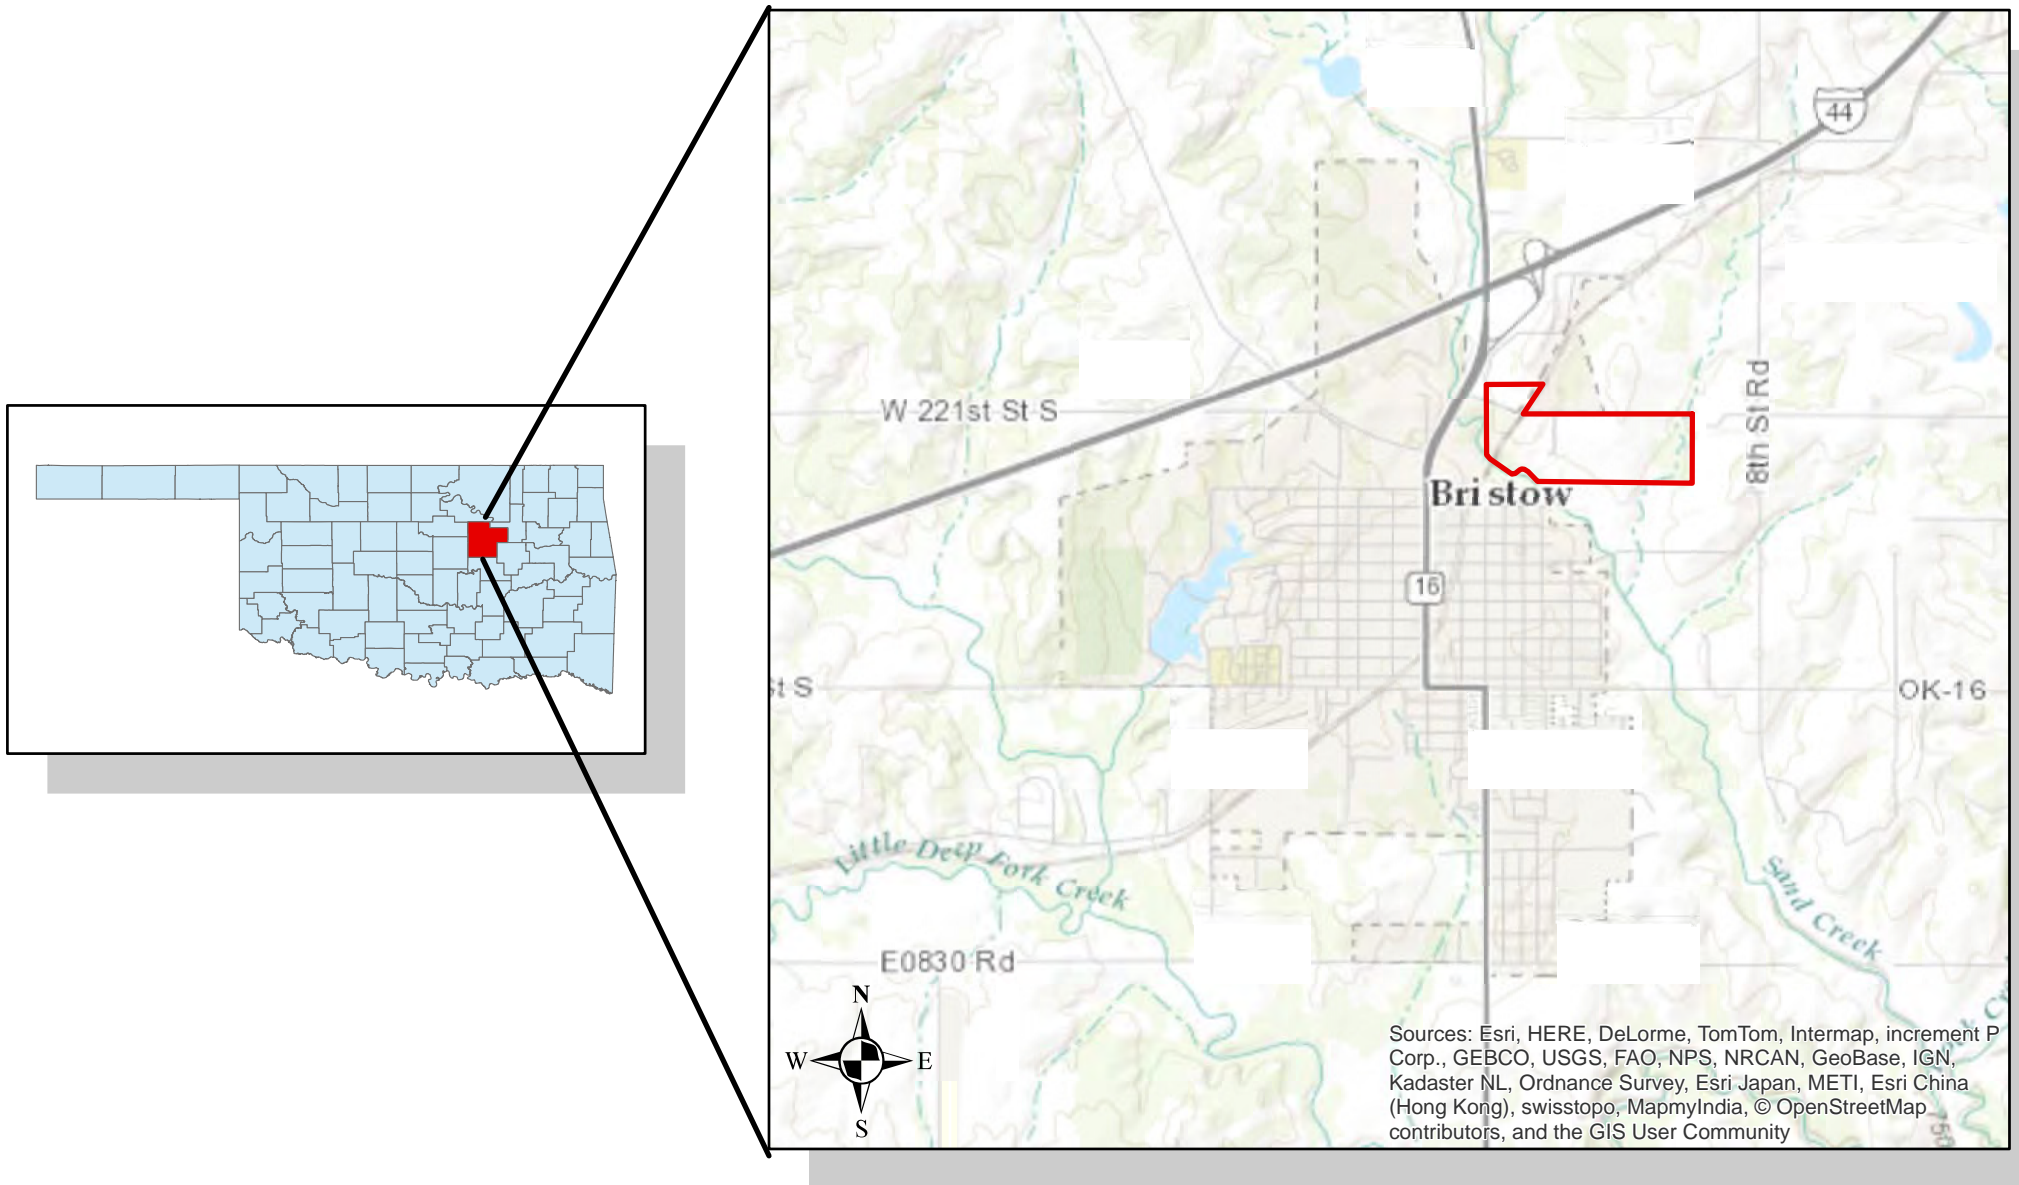 44
W 221st St S
8th St Rd
Bristow
16
St S
OK-16
Little Deep Fork Creek
Sand Creek
E0830 Rd
N
W
E
S
Sources: Esri, HERE, DeLorme, TomTom, Intermap, increment P
Corp., GEBCO, USGS, FAO, NPS, NRCAN, GeoBase, IGN,
Kadaster NL, Ordnance Survey, Esri Japan, METI, Esri China
(Hong Kong), swisstopo, MapmyIndia, © OpenStreetMap
contributors, and the GIS User Community